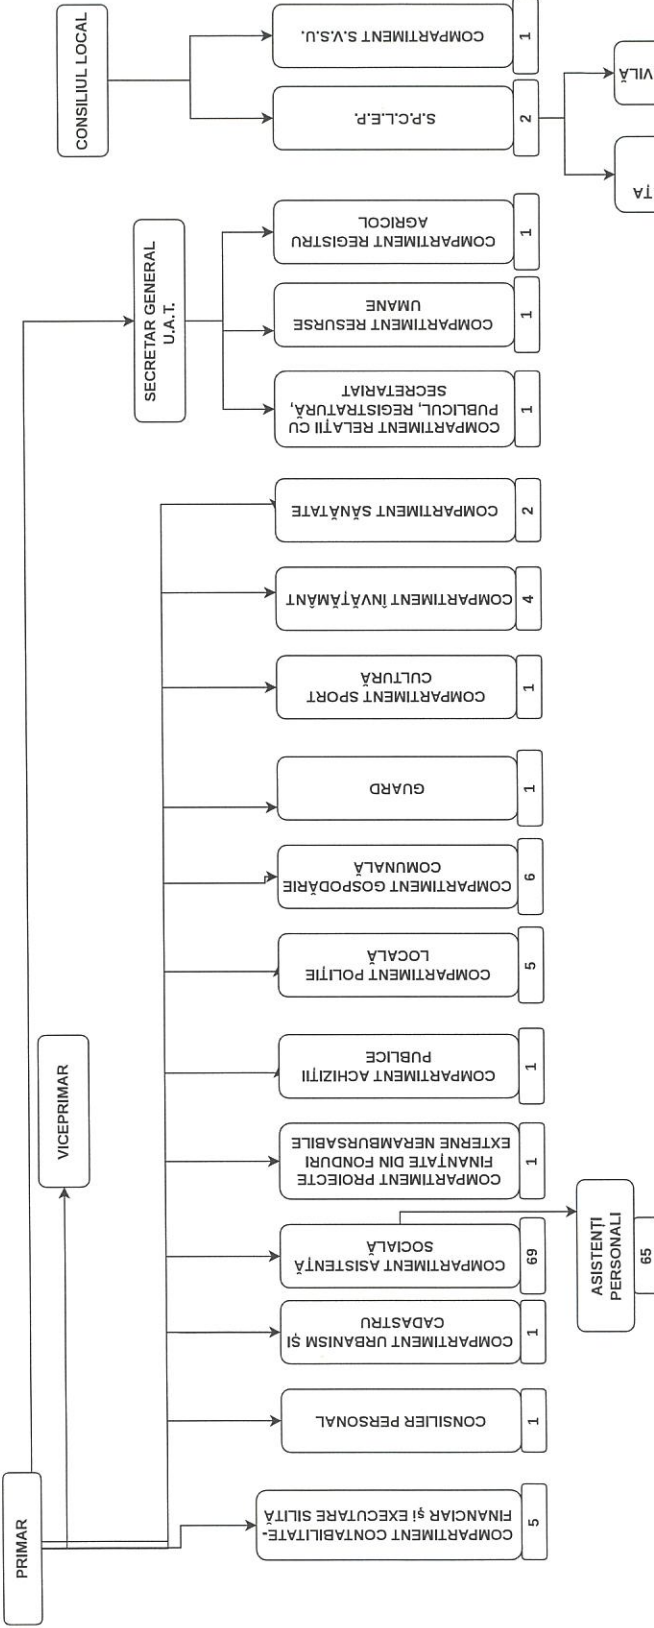 PRIMAR
VICEPRIMAR
SECRETAR GENERAL
U.A.T.
CONSILIUL LOCAL
COMPARTIMENT CONTABILITATE-
FINANCIAR și EXECUTARE SILITĂ
5
CONSILIER PERSONAL
1
COMPARTIMENT URBANISM ȘI
CADASTRU
1
COMPARTIMENT ASISTENȚĂ
SOCIALĂ
69
ASISTENȚI
PERSONALI
65
COMPARTIMENT PROIECTE
FINANȚATE DIN FONDURI
EXTERNE NERAMBURSABILE
1
COMPARTIMENT ACHIZIȚII
PUBLICE
1
COMPARTIMENT POLIȚIE
LOCALĂ
5
COMPARTIMENT GOSPODĂRIE
COMUNALĂ
6
GUARD
1
COMPARTIMENT SPORT
CULTURĂ
1
COMPARTIMENT ÎNVĂȚĂMÂNT
4
COMPARTIMENT SĂNĂTATE
2
COMPARTIMENT RELAȚII CU
PUBLICUL, REGISTRATURĂ,
SECRETARIAT
1
COMPARTIMENT RESURSE
UMANE
1
COMPARTIMENT REGISTRU
AGRICOL
1
S.P.C.L.E.P.
2
COMPARTIMENT S.V.S.U.
1